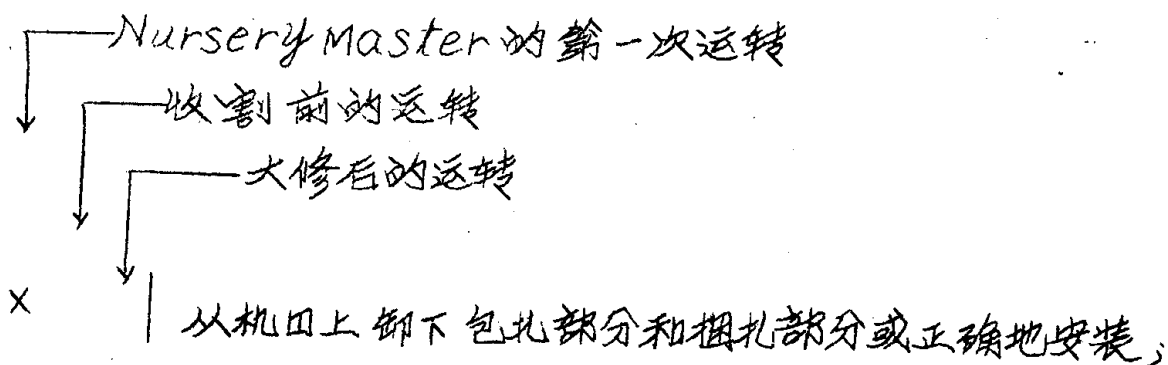 Nursery Master的第一次运转
收割前的运转
大修后的运转
× | 从机口上卸下包扎部分和捆扎部分或正确地安装;